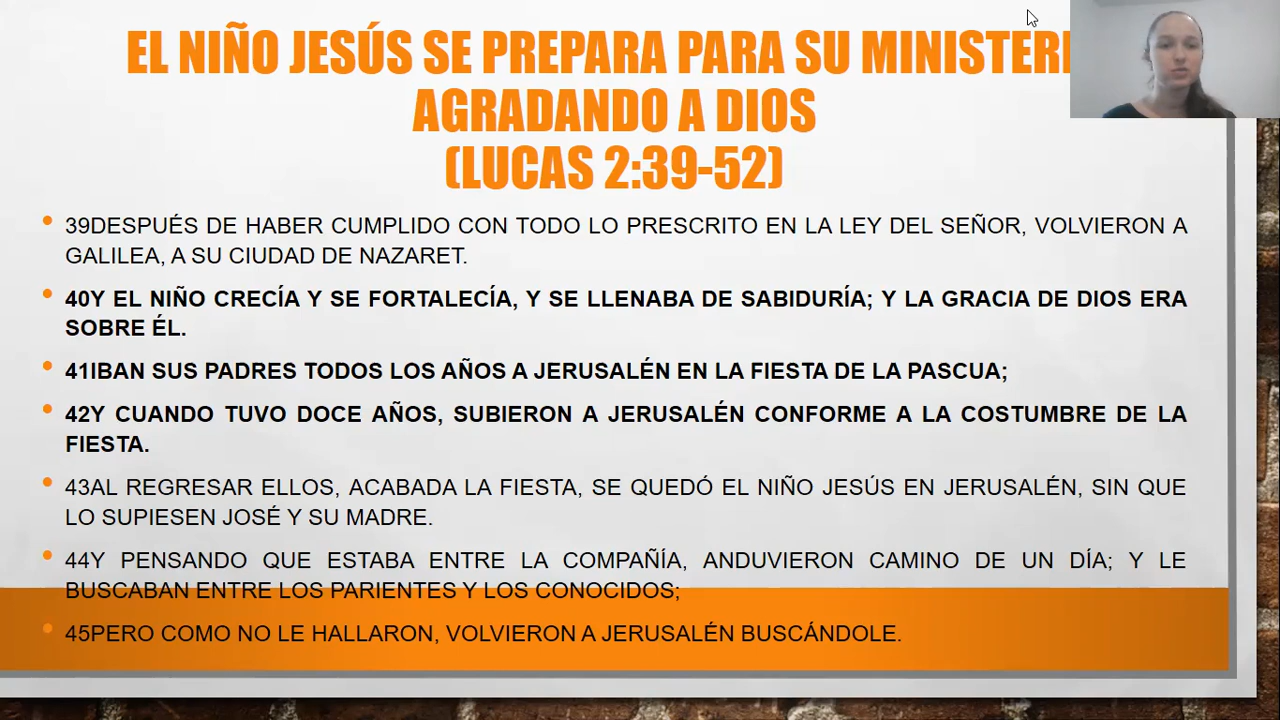 EL NIÑO JESÚS SE PREPARA PARA SU
AGRADANDO A DIOS
(LUCAS 2:39-52)
39DESPUÉS DE HABER CUMPLIDO CON TODO LO PRESCRITO EN LA LEY DEL SEÑOR, VOLVIERON A
GALILEA, A SU CIUDAD DE NAZARET.
40Y EL NIÑO CRECÍA Y SE FORTALECÍA, Y SE LLENABA DE SABIDURÍA; Y LA GRACIA DE DIOS ERA
SOBRE ÉL.
41IBAN SUS PADRES TODOS LOS AÑOS A JERUSALÉN EN LA FIESTA DE LA PASCUA;
42Y CUANDO TUVO DOCE AÑOS, SUBIERON A JERUSALÉN CONFORME A LA COSTUMBRE DE LA
FIESTA.
43AL REGRESAR ELLOS, ACABADA LA FIESTA, SE QUEDÓ EL NIÑO JESÚS EN JERUSALÉN, SIN QUE
LO SUPIESEN JOSÉ Y SU MADRE.
44Y PENSANDO QUE ESTABA ENTRE LA COMPAÑÍA, ANDUVIERON CAMINO DE UN DÍA; Y LE
BUSCABAN ENTRE LOS PARIENTES Y LOS CONOCIDOS;
45PERO COMO NO LE HALLARON, VOLVIERON A JERUSALÉN BUSCÁNDOLE.